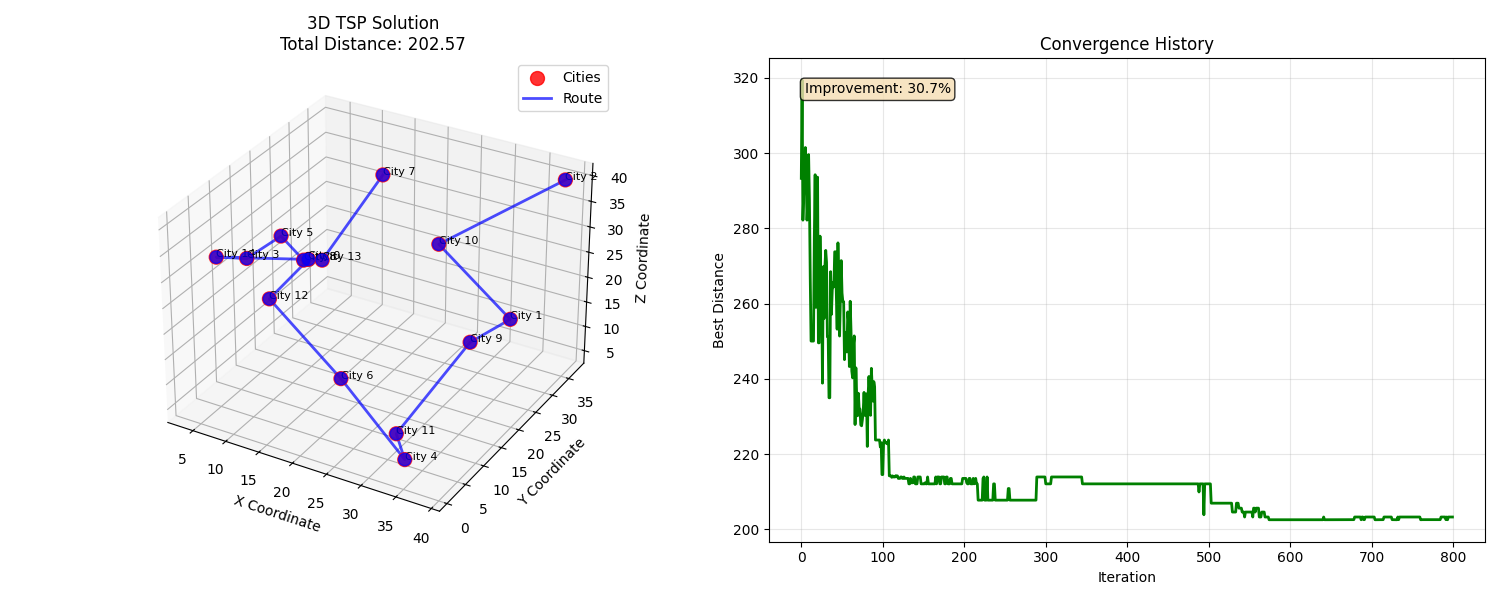 3D TSP Solution
Total Distance: 202.57
Cities
Route
City 7
City 2
City 5
City 10
City 3
City 13
City 12
City 1
City 9
City 6
City 11
City 4
40
35
30
25
20
15
10
5
Z Coordinate
5
10
15
20
25
30
35
40
X Coordinate
0
5
10
15
20
25
30
35
Y Coordinate
Convergence History
Improvement: 30.7%
320
300
280
260
240
220
200
Best Distance
0
100
200
300
400
500
600
700
800
Iteration